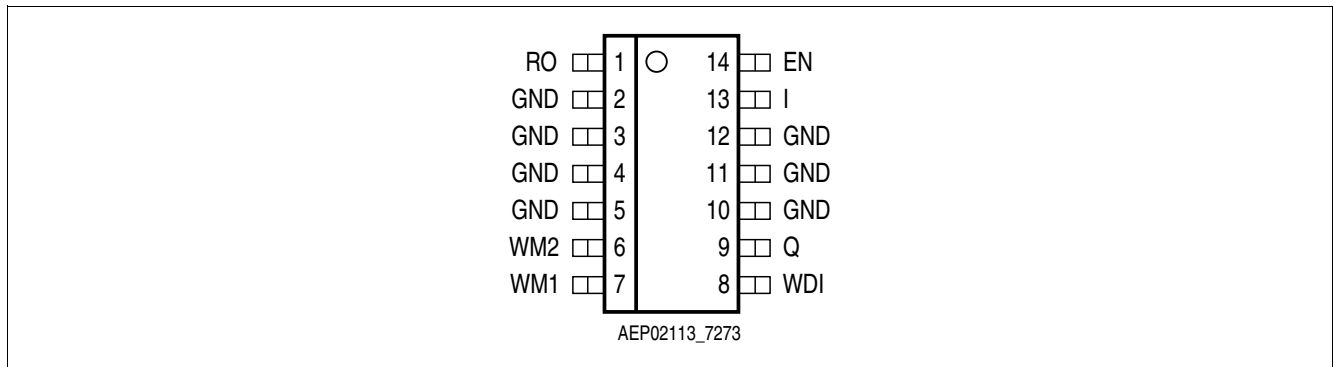 RO 1 14 EN
GND 2 13 I
GND 3 12 GND
GND 4 11 GND
GND 5 10 GND
WM2 6 9 Q
WM1 7 8 WDI
AEP02113_7273